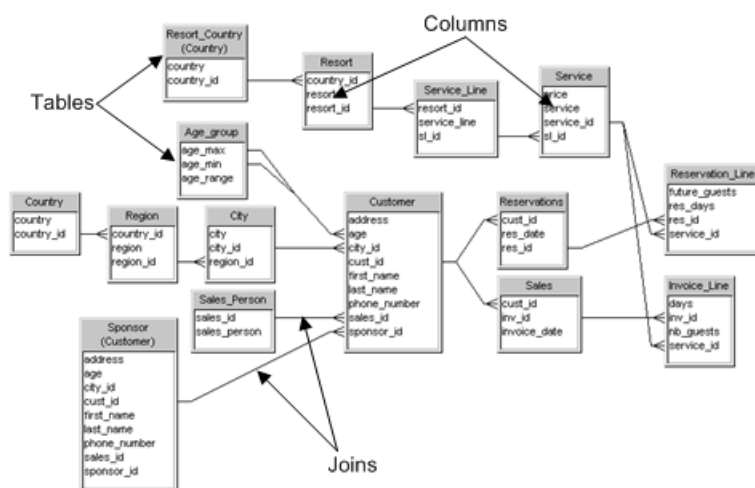 Resort_Country
(Country)
country
country_id
Resort
country_id
resort
resort_id
Columns
Service_Line
resort_id
service_line
sl_id
Service
price
service
service_id
sl_id
Tables
Age_group
age_max
age_min
age_range
Reservation_Line
future_guests
res_days
res_id
service_id
Country
country
country_id
Region
country_id
region
region_id
City
city
city_id
region_id
Customer
address
age
city_id
cust_id
first_name
last_name
phone_number
sales_id
sponsor_id
Reservations
cust_id
res_date
res_id
Sales
cust_id
inv_id
invoice_date
Invoice_Line
days
inv_id
nb_guests
service_id
Sales_Person
sales_id
sales_person
Sponsor
(Customer)
address
age
city_id
cust_id
first_name
last_name
phone_number
sales_id
sponsor_id
Joins